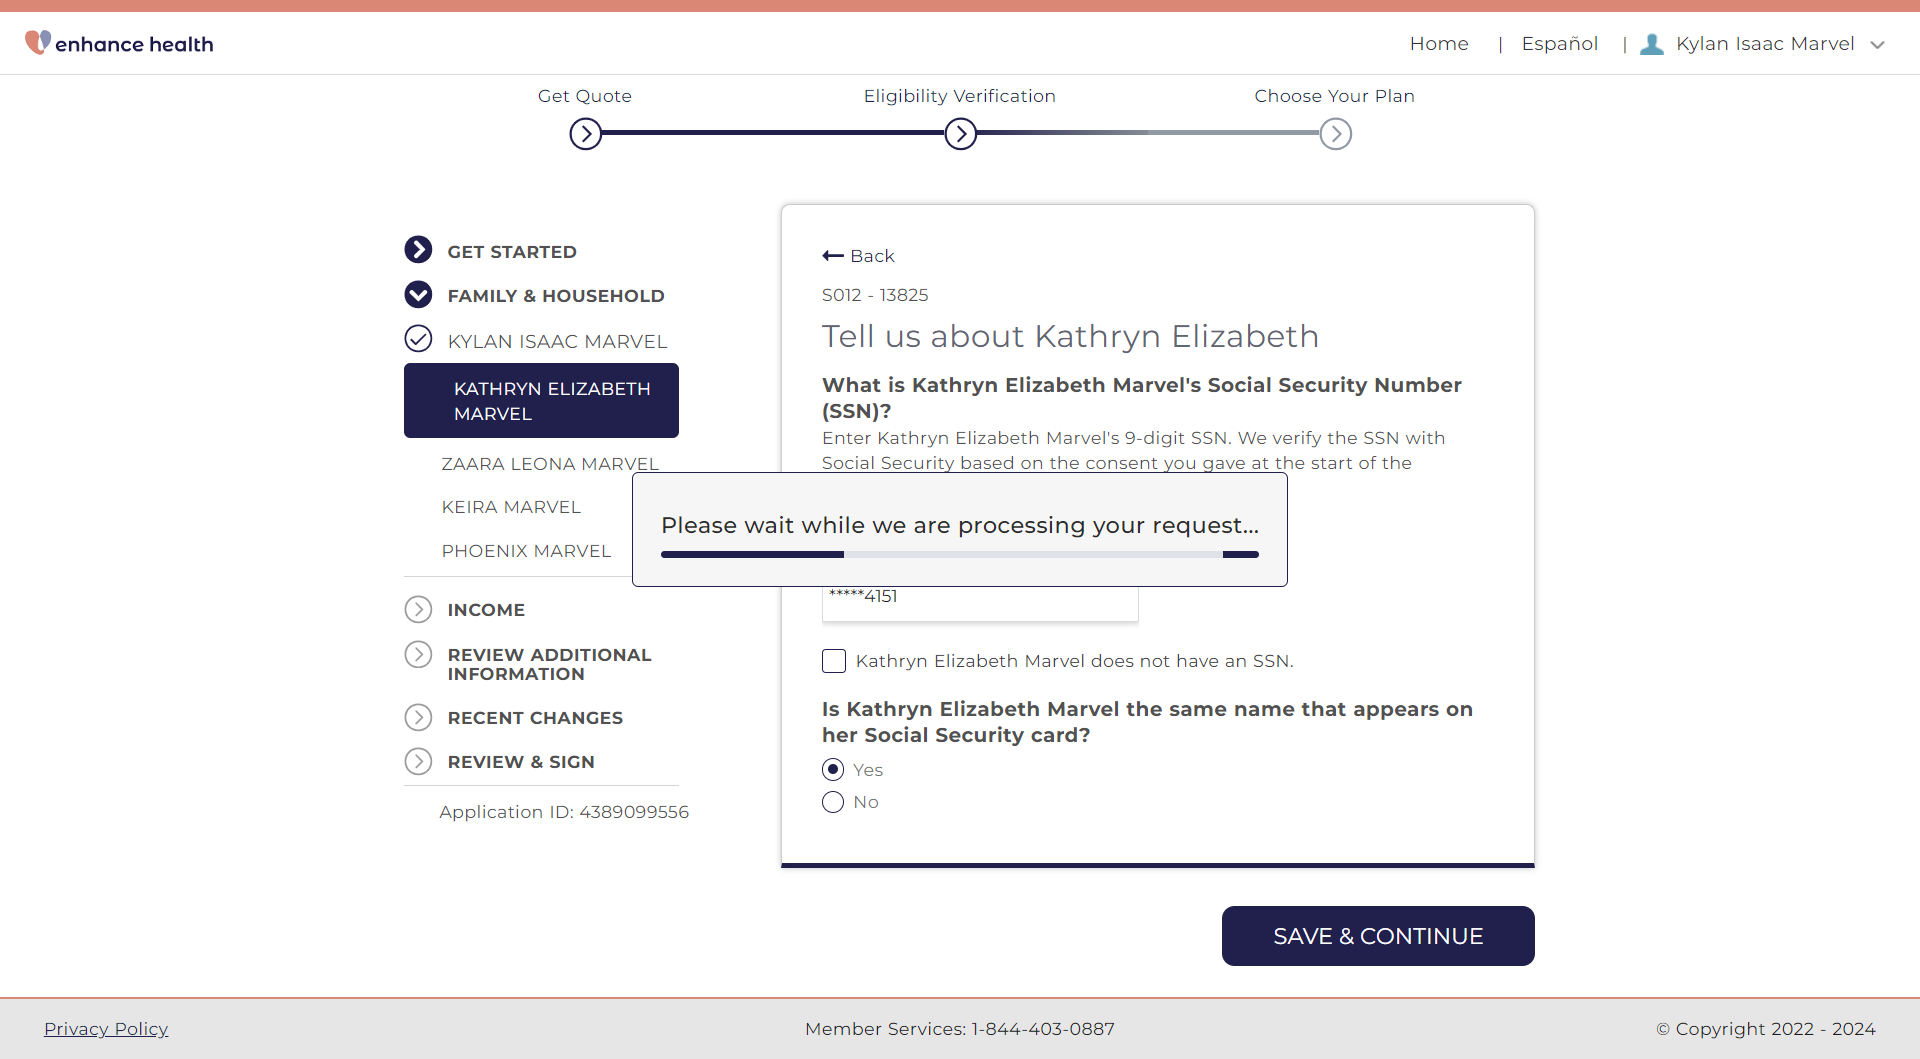 enhance health
Home | Español | Kylan Isaac Marvel
Get Quote
Eligibility Verification
Choose Your Plan
GET STARTED
FAMILY & HOUSEHOLD
KYLAN ISAAC MARVEL
KATHRYN ELIZABETH
MARVEL
ZAARA LEONA MARVEL
KEIRA MARVEL
PHOENIX MARVEL
INCOME
REVIEW ADDITIONAL
INFORMATION
RECENT CHANGES
REVIEW & SIGN
Application ID: 4389099556
Back
S012 - 13825
Tell us about Kathryn Elizabeth
What is Kathryn Elizabeth Marvel's Social Security Number
(SSN)?
Enter Kathryn Elizabeth Marvel's 9-digit SSN. We verify the SSN with
Social Security based on the consent you gave at the start of the
Please wait while we are processing your request...
*****4151
Kathryn Elizabeth Marvel does not have an SSN.
Is Kathryn Elizabeth Marvel the same name that appears on
her Social Security card?
Yes
No
SAVE & CONTINUE
Privacy Policy
Member Services: 1-844-403-0887
© Copyright 2022 - 2024